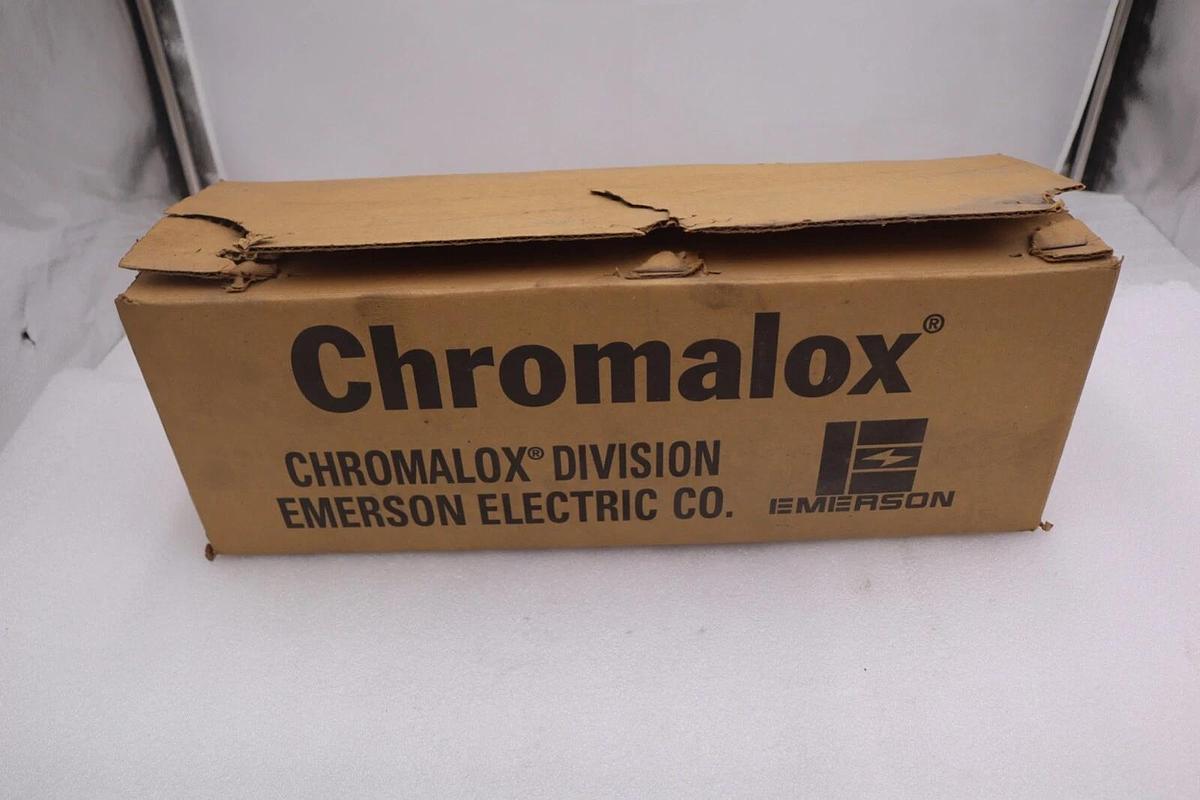 Chromalox®
CHROMALOX® DIVISION
EMERSON ELECTRIC CO.
EMERSON